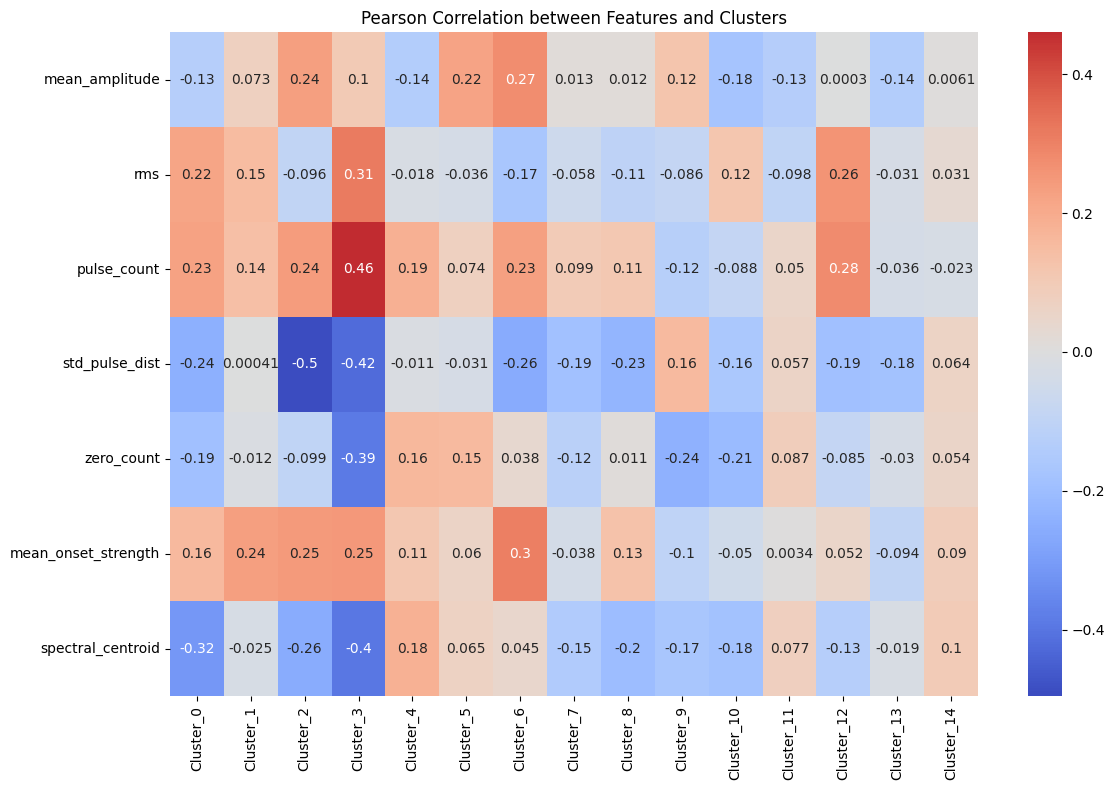 Pearson Correlation between Features and Clusters
mean_amplitude -0.13 0.073 0.24 0.1 -0.14 0.22 0.27 0.013 0.012 0.12 -0.18 -0.13 0.0003 -0.14 0.0061
rms 0.22 0.15 -0.096 0.31 -0.018 -0.036 -0.17 -0.058 -0.11 -0.086 0.12 -0.098 0.26 -0.031 0.031
pulse_count 0.23 0.14 0.24 0.46 0.19 0.074 0.23 0.099 0.11 -0.12 -0.088 0.05 0.28 -0.036 -0.023
std_pulse_dist -0.24 0.00041 -0.5 -0.42 -0.011 -0.031 -0.26 -0.19 -0.23 0.16 -0.16 0.057 -0.19 -0.18 0.064
zero_count -0.19 -0.012 -0.099 -0.39 0.16 0.15 0.038 -0.12 0.011 -0.24 -0.21 0.087 -0.085 -0.03 0.054
mean_onset_strength 0.16 0.24 0.25 0.25 0.11 0.06 0.3 -0.038 0.13 -0.1 -0.05 0.0034 0.052 -0.094 0.09
spectral_centroid -0.32 -0.025 -0.26 -0.4 0.18 0.065 0.045 -0.15 -0.2 -0.17 -0.18 0.077 -0.13 -0.019 0.1
Cluster_0 Cluster_1 Cluster_2 Cluster_3 Cluster_4 Cluster_5 Cluster_6 Cluster_7 Cluster_8 Cluster_9 Cluster_10 Cluster_11 Cluster_12 Cluster_13 Cluster_14
0.4
0.2
0.0
−0.2
−0.4